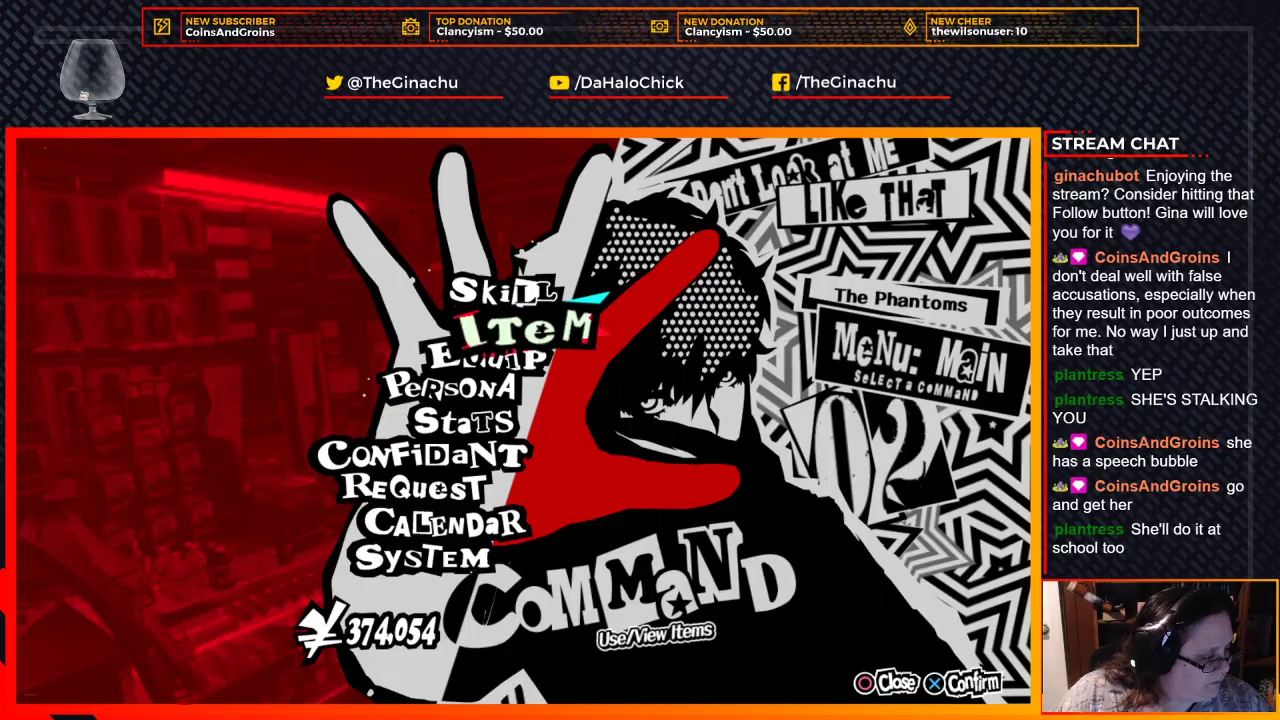 NEW SUBSCRIBER
CoinsAndGroins
TOP DONATION
Clancyism ~ $50.00
NEW DONATION
Clancyism ~ $50.00
NEW CHEER
thewilsonuser: 10
@TheGinachu
/DaHaloChick
/TheGinachu
Don't Look at ME
LIKe THAT
The Phantoms
MeNu: Main
SeLeCT a CoMMaND
02
SkiLL
ITeM
EquiP
PeRSONA
StaTS
CONFiDaNT
ReQuesT
CaLENDaR
SySTeM
¥374,054
CoMMaND
Use/View Items
Close
Confirm
STREAM CHAT
ginachubot Enjoying the
stream? Consider hitting that
Follow button! Gina will love
you for it 💜
CoinsAndGroins I
don't deal well with false
accusations, especially when
they result in poor outcomes
for me. No way I just up and
take that
plantress YEP
plantress SHE'S STALKING
YOU
CoinsAndGroins she
has a speech bubble
CoinsAndGroins go
and get her
plantress She'll do it at
school too